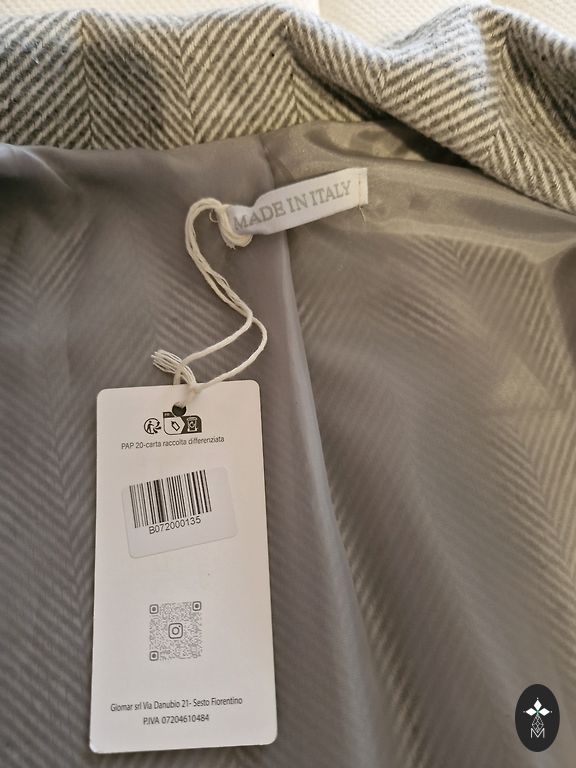 MADE IN ITALY
PAP 20-carta raccolta differenziata
B072000135
Glomar srl Via Danubio 21- Sesto Fiorentino
P.IVA 07204610484
M